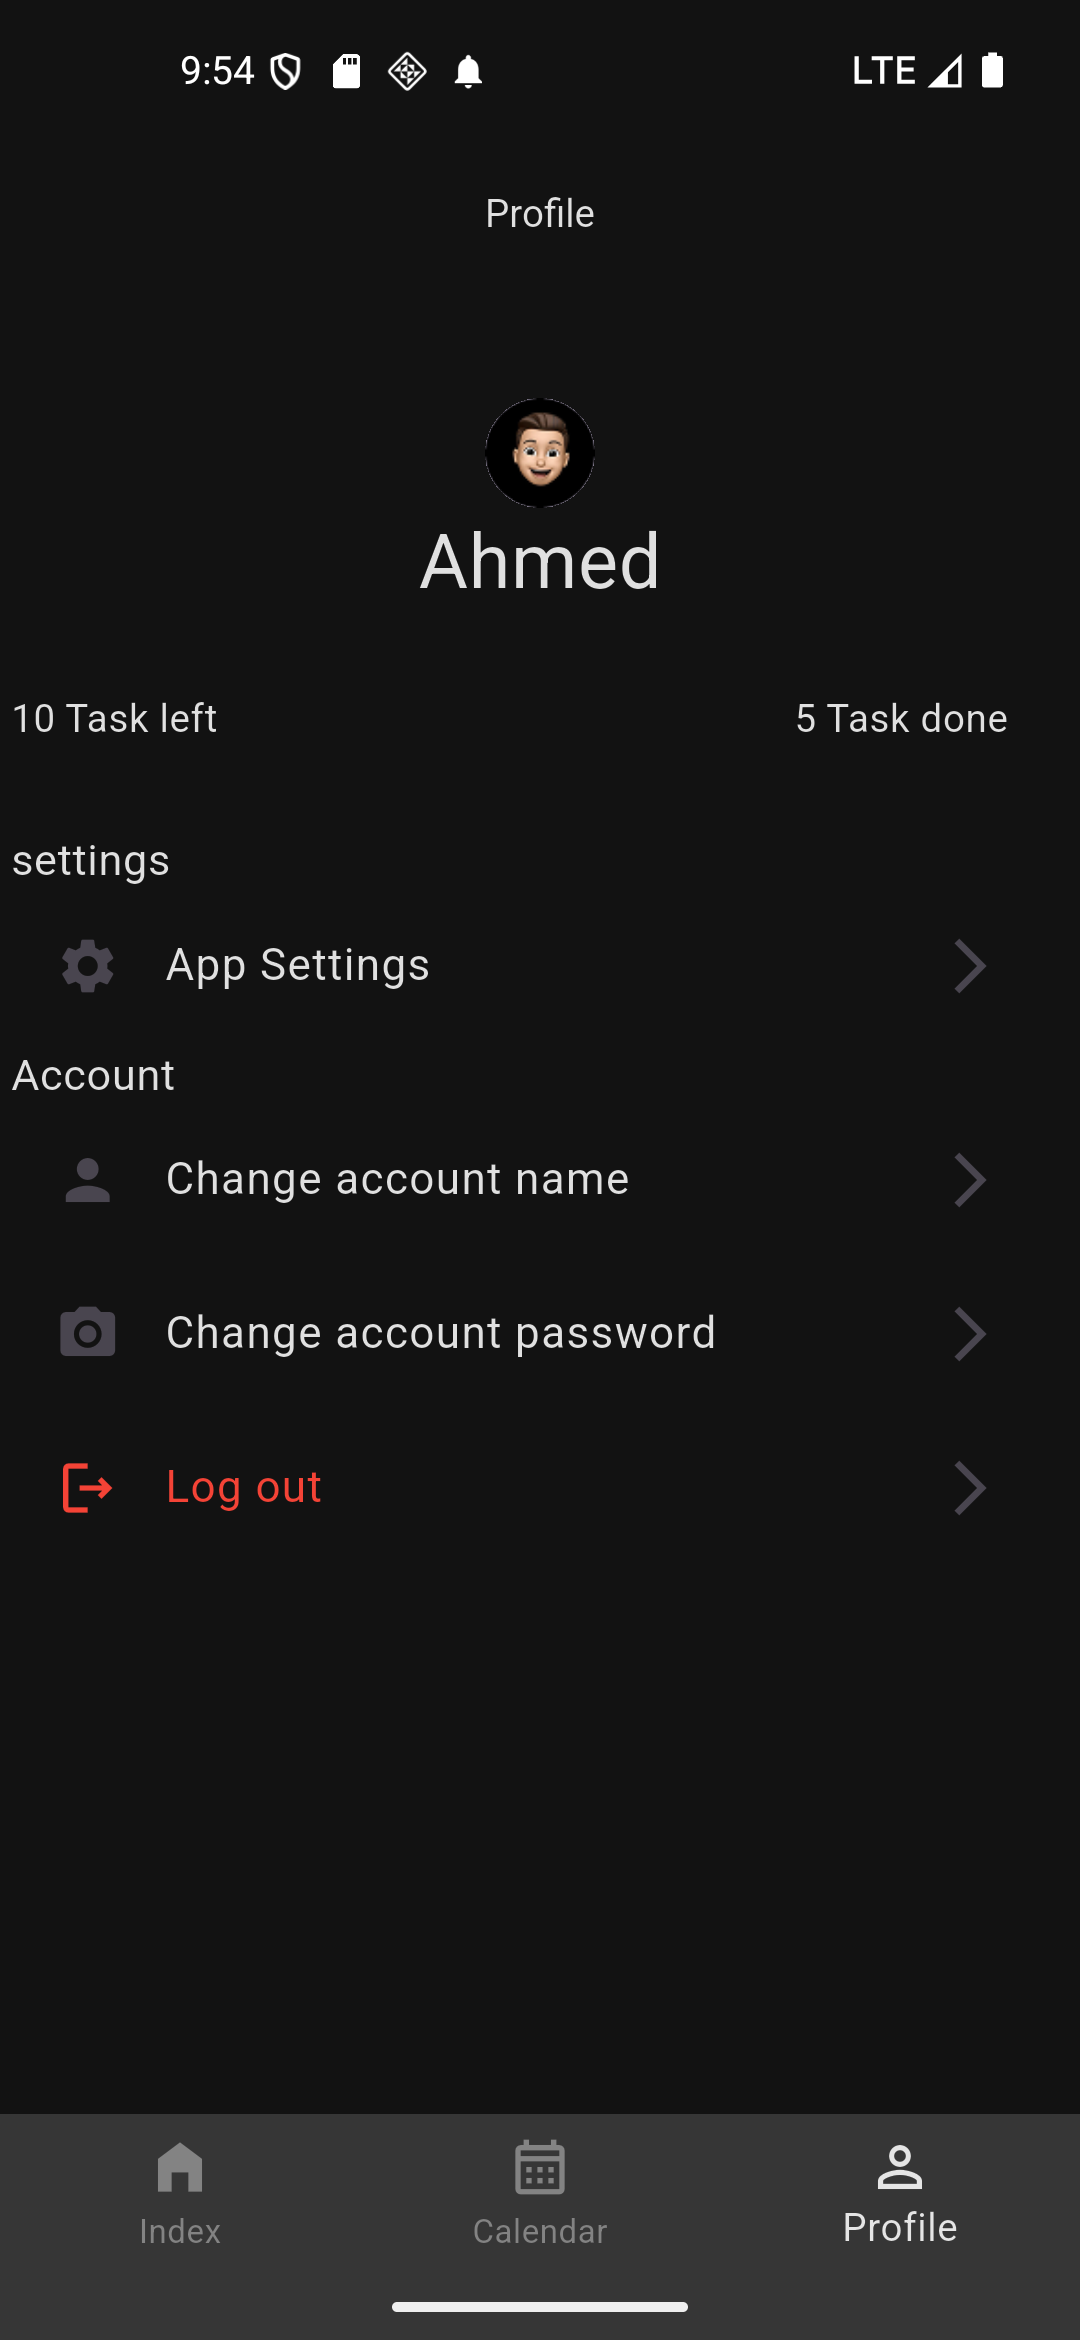 9:54 LTE
Profile
Ahmed
10 Task left 5 Task done
settings
App Settings
Account
Change account name
Change account password
Log out
Index Calendar Profile